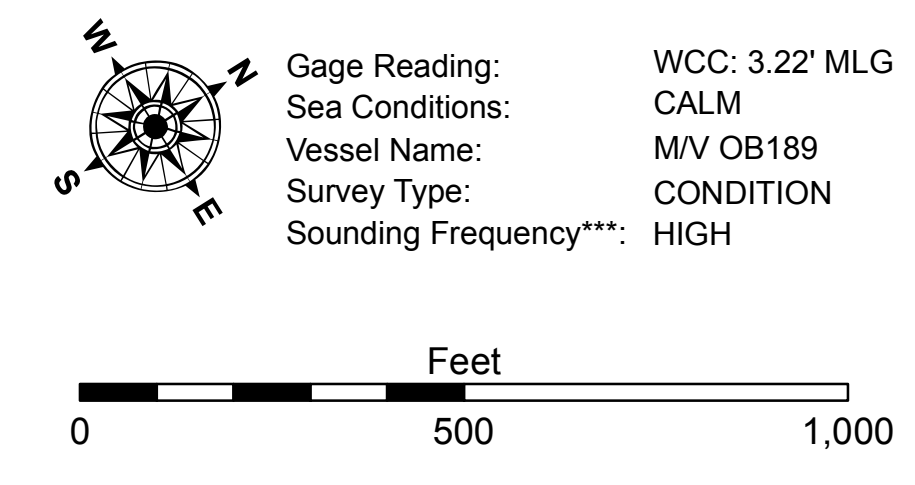 W
N
S
E
Gage Reading: WCC: 3.22' MLG
Sea Conditions: CALM
Vessel Name: M/V OB189
Survey Type: CONDITION
Sounding Frequency***: HIGH
Feet
0 500 1,000